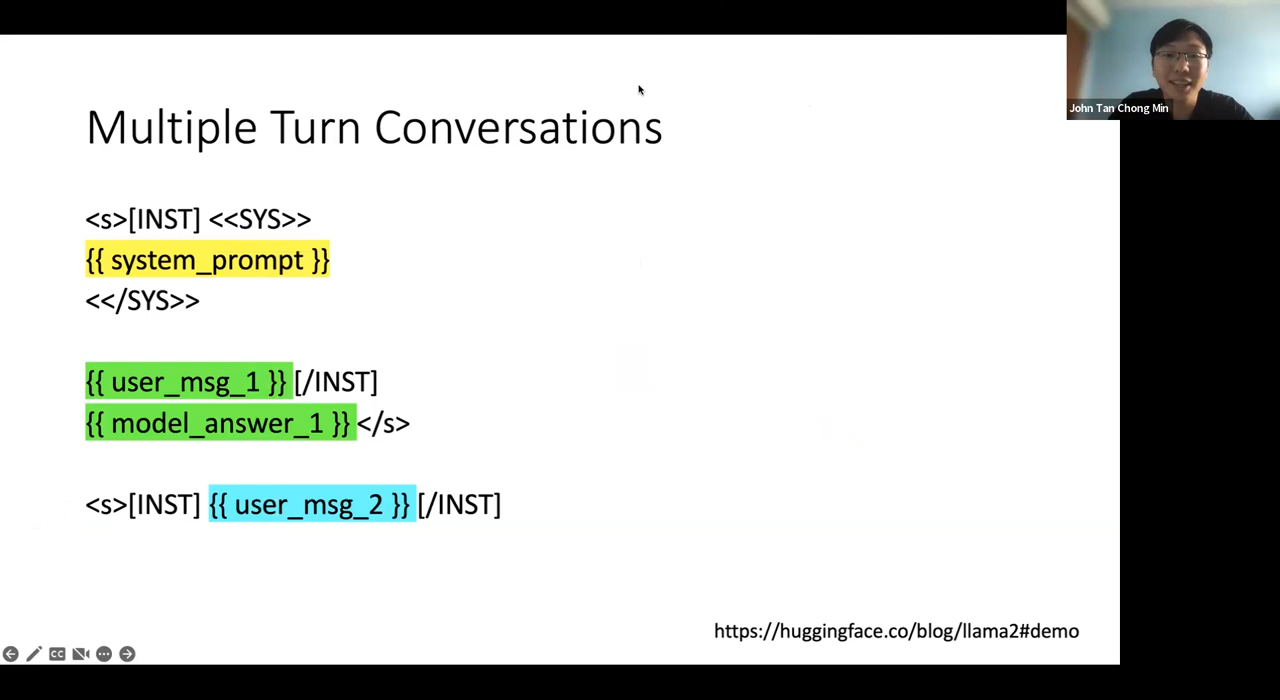 John Tan Chong Min
Multiple Turn Conversations
<s>[INST] <<SYS>>
{{ system_prompt }}
<</SYS>>
{{ user_msg_1 }} [/INST]
{{ model_answer_1 }} </s>
<s>[INST] {{ user_msg_2 }} [/INST]
https://huggingface.co/blog/llama2#demo
CC